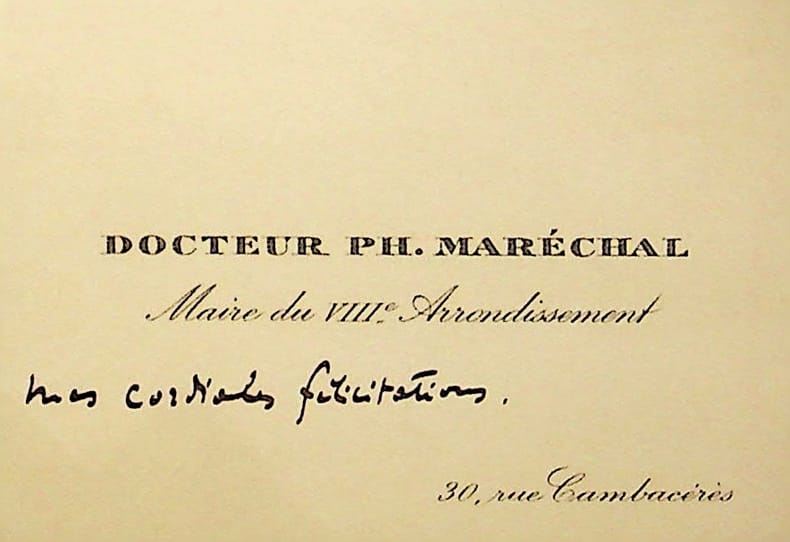 DOCTEUR PH. MARÉCHAL
Maire du VIIIe Arrondissement
mes cordiales félicitations.
30, rue Cambacérès